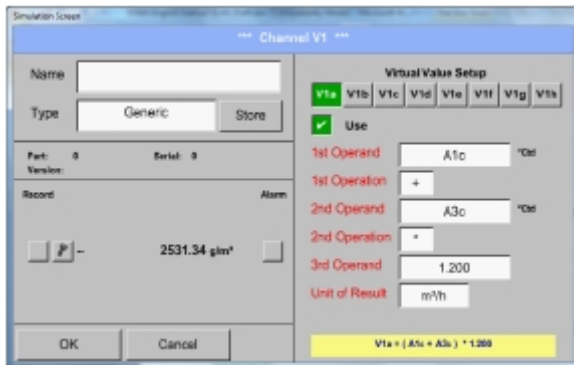 Simulation Screen
*** Channel V1 ***
Name
Type Generic Store
Part: 0 Serial: 0
Version:
Record Alarm
2531.34 g/m³
OK Cancel
Virtual Value Setup
V1a V1b V1c V1d V1e V1f V1g V1h
Use
1st Operand A1c °Ctd
1st Operation +
2nd Operand A3c °Ctd
2nd Operation *
3rd Operand 1.200
Unit of Result m³/h
V1a = ( A1c + A3c ) * 1.200